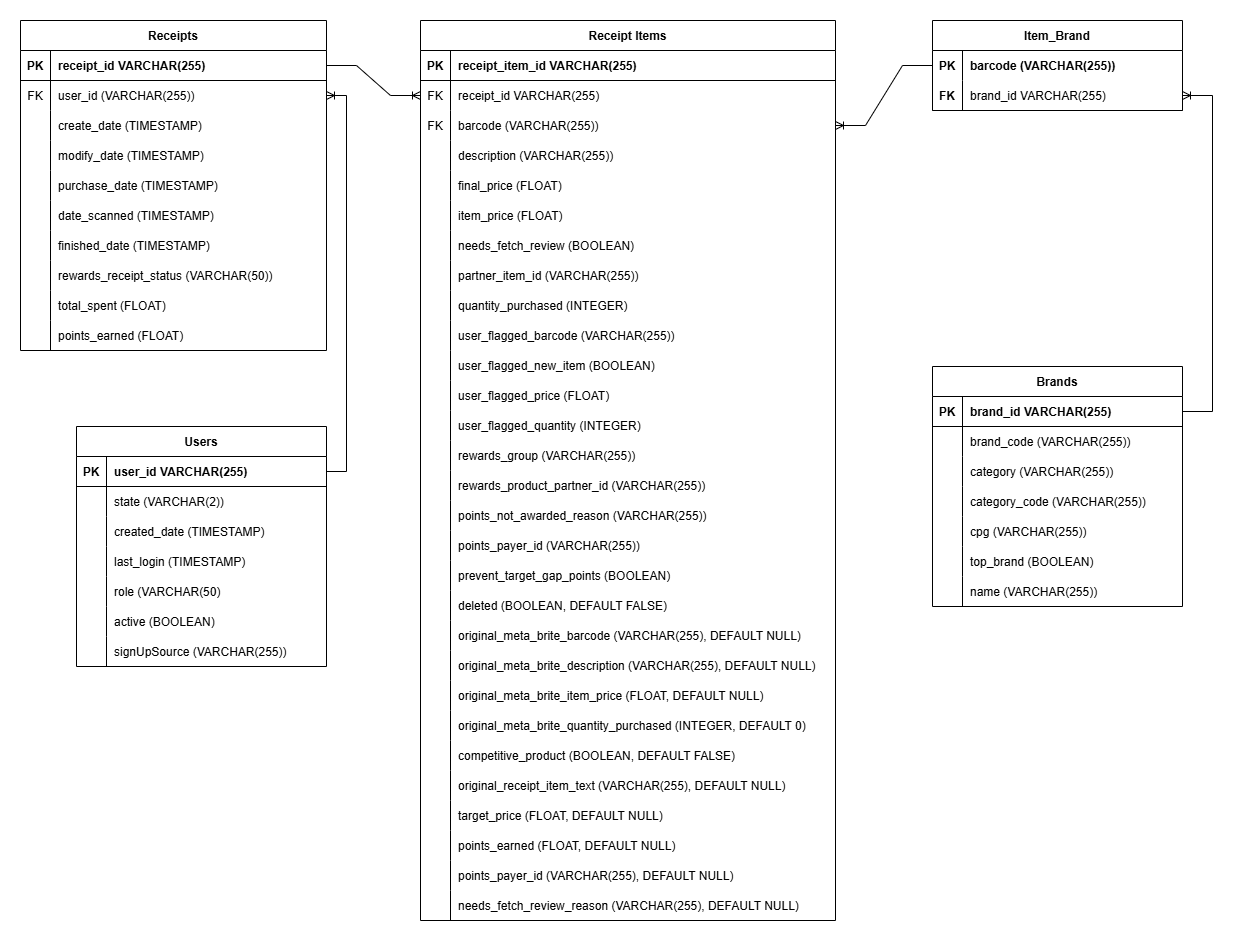 Receipts
PK receipt_id VARCHAR(255)
FK user_id (VARCHAR(255))
create_date (TIMESTAMP)
modify_date (TIMESTAMP)
purchase_date (TIMESTAMP)
date_scanned (TIMESTAMP)
finished_date (TIMESTAMP)
rewards_receipt_status (VARCHAR(50))
total_spent (FLOAT)
points_earned (FLOAT)
Users
PK user_id VARCHAR(255)
state (VARCHAR(2))
created_date (TIMESTAMP)
last_login (TIMESTAMP)
role (VARCHAR(50)
active (BOOLEAN)
signUpSource (VARCHAR(255))
Receipt Items
PK receipt_item_id VARCHAR(255)
FK receipt_id VARCHAR(255)
FK barcode (VARCHAR(255))
description (VARCHAR(255))
final_price (FLOAT)
item_price (FLOAT)
needs_fetch_review (BOOLEAN)
partner_item_id (VARCHAR(255))
quantity_purchased (INTEGER)
user_flagged_barcode (VARCHAR(255))
user_flagged_new_item (BOOLEAN)
user_flagged_price (FLOAT)
user_flagged_quantity (INTEGER)
rewards_group (VARCHAR(255))
rewards_product_partner_id (VARCHAR(255))
points_not_awarded_reason (VARCHAR(255))
points_payer_id (VARCHAR(255))
prevent_target_gap_points (BOOLEAN)
deleted (BOOLEAN, DEFAULT FALSE)
original_meta_brite_barcode (VARCHAR(255), DEFAULT NULL)
original_meta_brite_description (VARCHAR(255), DEFAULT NULL)
original_meta_brite_item_price (FLOAT, DEFAULT NULL)
original_meta_brite_quantity_purchased (INTEGER, DEFAULT 0)
competitive_product (BOOLEAN, DEFAULT FALSE)
original_receipt_item_text (VARCHAR(255), DEFAULT NULL)
target_price (FLOAT, DEFAULT NULL)
points_earned (FLOAT, DEFAULT NULL)
points_payer_id (VARCHAR(255), DEFAULT NULL)
needs_fetch_review_reason (VARCHAR(255), DEFAULT NULL)
Item_Brand
PK barcode (VARCHAR(255))
FK brand_id VARCHAR(255)
Brands
PK brand_id VARCHAR(255)
brand_code (VARCHAR(255))
category (VARCHAR(255))
category_code (VARCHAR(255))
cpg (VARCHAR(255))
top_brand (BOOLEAN)
name (VARCHAR(255))